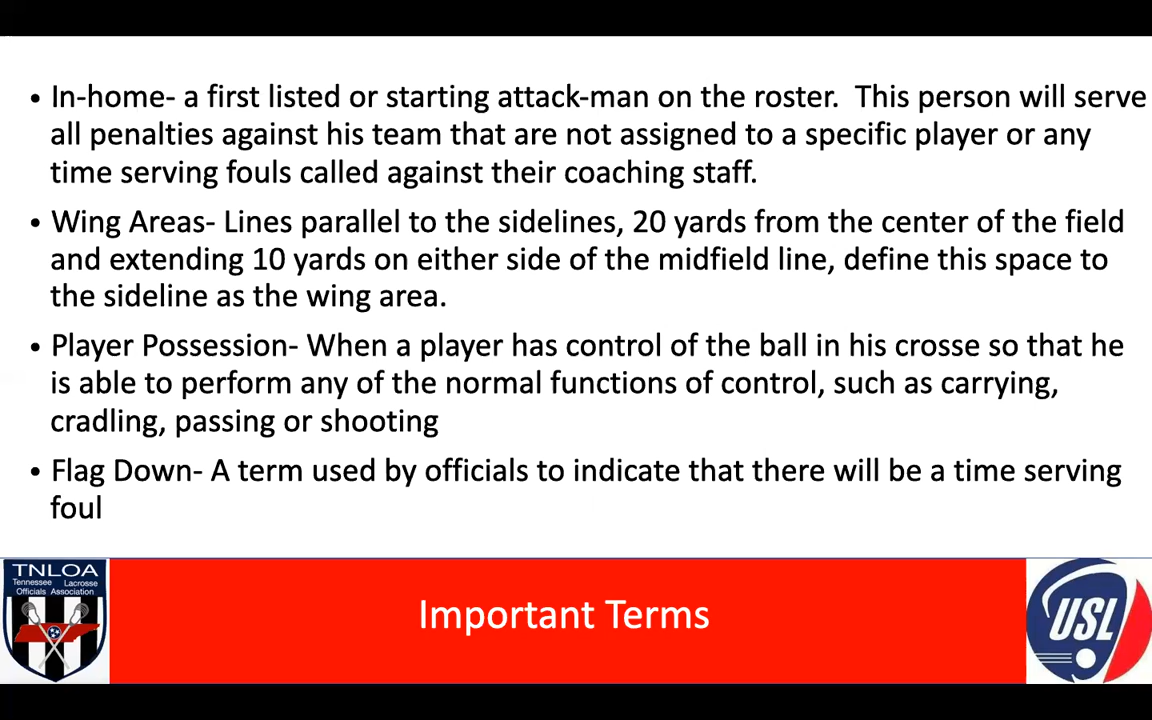 • In-home- a first listed or starting attack-man on the roster.  This person will serve
all penalties against his team that are not assigned to a specific player or any
time serving fouls called against their coaching staff.
• Wing Areas- Lines parallel to the sidelines, 20 yards from the center of the field
and extending 10 yards on either side of the midfield line, define this space to
the sideline as the wing area.
• Player Possession- When a player has control of the ball in his crosse so that he
is able to perform any of the normal functions of control, such as carrying,
cradling, passing or shooting
• Flag Down- A term used by officials to indicate that there will be a time serving
foul
TNLOA
Tennessee Lacrosse
Officials Association
Important Terms
USL